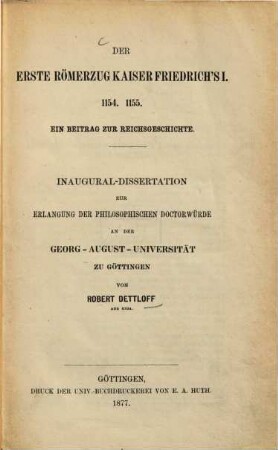 DER
ERSTE RÖMERZUG KAISER FRIEDRICH'S I.
1154. 1155.
EIN BEITRAG ZUR REICHSGESCHICHTE.
INAUGURAL-DISSERTATION
ZUR
ERLANGUNG DER PHILOSOPHISCHEN DOCTORWÜRDE
AN DER
GEORG-AUGUST-UNIVERSITÄT
ZU GÖTTINGEN
VON
ROBERT DETTLOFF
AUS
GÖTTINGEN,
DRUCK DER UNIV.-BUCHDRUCKEREI VON E. A. HUTH.
1877.